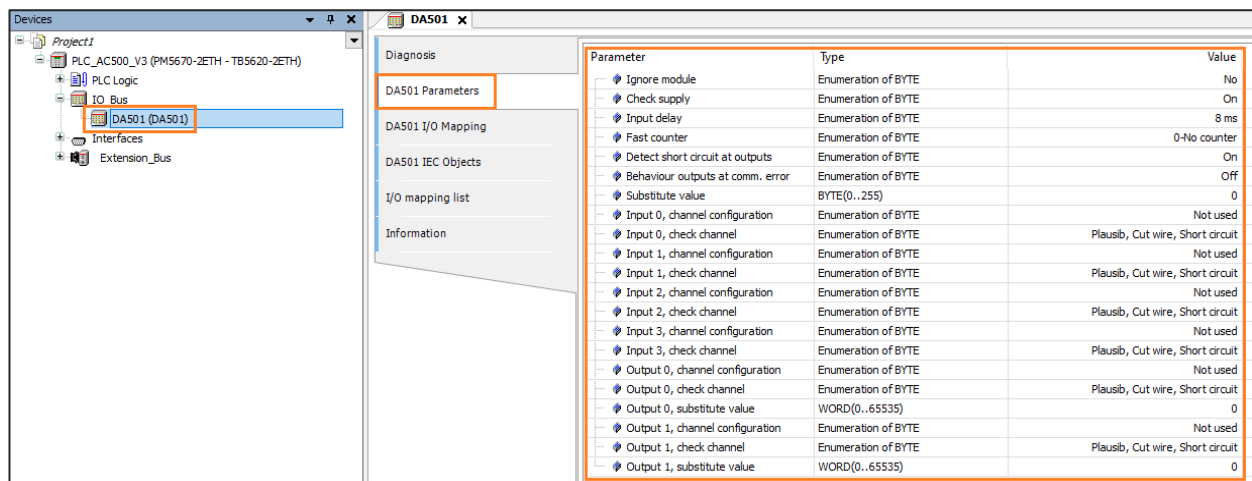 Devices
Project1
PLC_AC500_V3 (PM5670-2ETH - TB5620-2ETH)
PLC Logic
IO_Bus
DA501 (DA501)
Interfaces
Extension_Bus
DA501
Diagnosis
DA501 Parameters
DA501 I/O Mapping
DA501 IEC Objects
I/O mapping list
Information
Parameter Type Value
Ignore module Enumeration of BYTE No
Check supply Enumeration of BYTE On
Input delay Enumeration of BYTE 8 ms
Fast counter Enumeration of BYTE 0-No counter
Detect short circuit at outputs Enumeration of BYTE On
Behaviour outputs at comm. error Enumeration of BYTE Off
Substitute value BYTE(0..255) 0
Input 0, channel configuration Enumeration of BYTE Not used
Input 0, check channel Enumeration of BYTE Plausib, Cut wire, Short circuit
Input 1, channel configuration Enumeration of BYTE Not used
Input 1, check channel Enumeration of BYTE Plausib, Cut wire, Short circuit
Input 2, channel configuration Enumeration of BYTE Not used
Input 2, check channel Enumeration of BYTE Plausib, Cut wire, Short circuit
Input 3, channel configuration Enumeration of BYTE Not used
Input 3, check channel Enumeration of BYTE Plausib, Cut wire, Short circuit
Output 0, channel configuration Enumeration of BYTE Not used
Output 0, check channel Enumeration of BYTE Plausib, Cut wire, Short circuit
Output 0, substitute value WORD(0..65535) 0
Output 1, channel configuration Enumeration of BYTE Not used
Output 1, check channel Enumeration of BYTE Plausib, Cut wire, Short circuit
Output 1, substitute value WORD(0..65535) 0